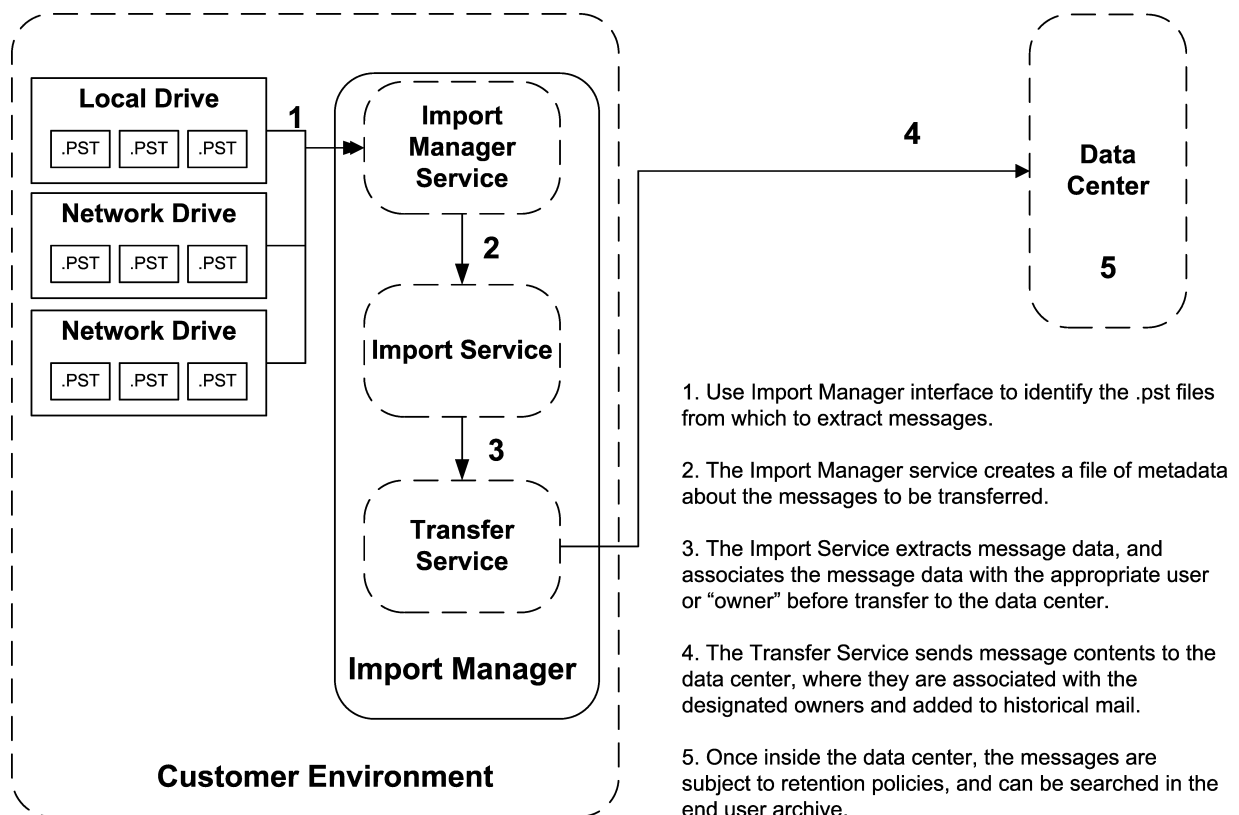 Local Drive
.PST .PST .PST
Network Drive
.PST .PST .PST
Network Drive
.PST .PST .PST
1
Import
Manager
Service
2
Import Service
3
Transfer
Service
Import Manager
Customer Environment
4
Data
Center
5
1. Use Import Manager interface to identify the .pst files
from which to extract messages.
2. The Import Manager service creates a file of metadata
about the messages to be transferred.
3. The Import Service extracts message data, and
associates the message data with the appropriate user
or “owner” before transfer to the data center.
4. The Transfer Service sends message contents to the
data center, where they are associated with the
designated owners and added to historical mail.
5. Once inside the data center, the messages are
subject to retention policies, and can be searched in the
end user archive.